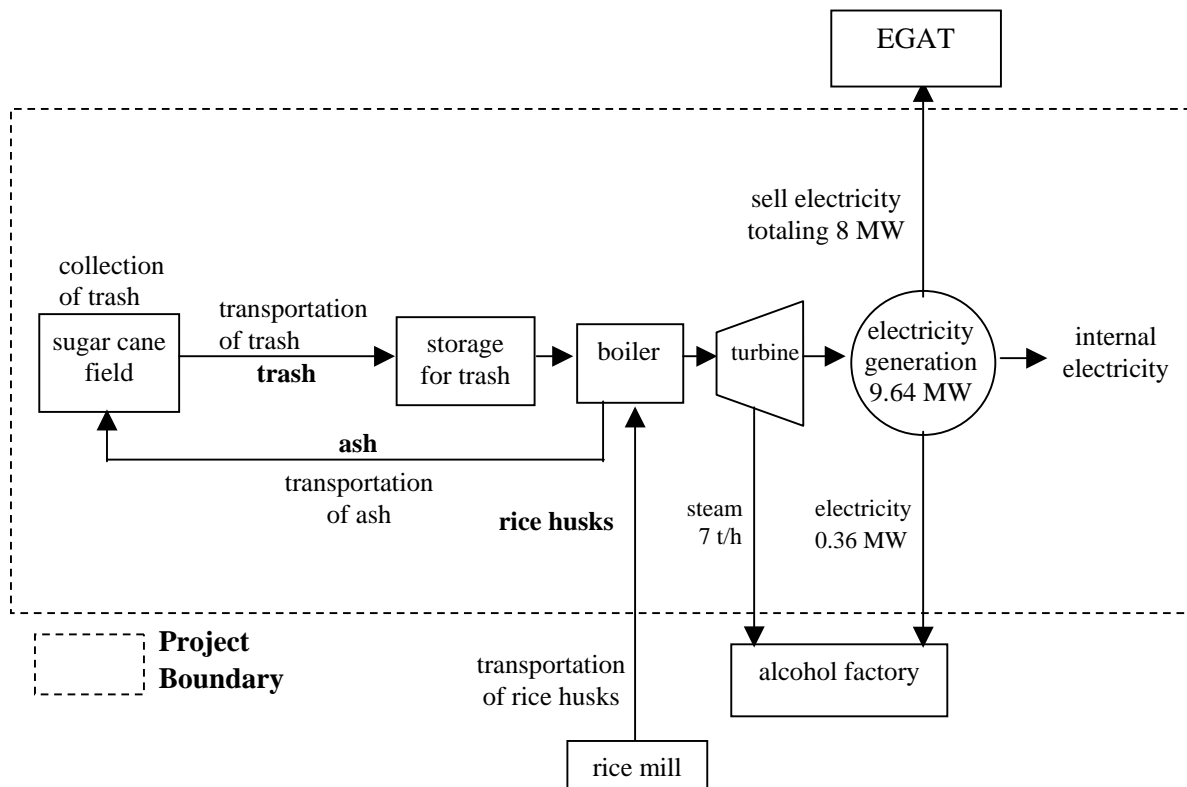 EGAT
sell electricity
totaling 8 MW
collection
of trash
transportation
of trash
trash
sugar cane
field
storage
for trash
boiler
turbine
electricity
generation
9.64 MW
internal
electricity
ash
transportation
of ash
rice husks
steam
7 t/h
electricity
0.36 MW
Project
Boundary
transportation
of rice husks
alcohol factory
rice mill